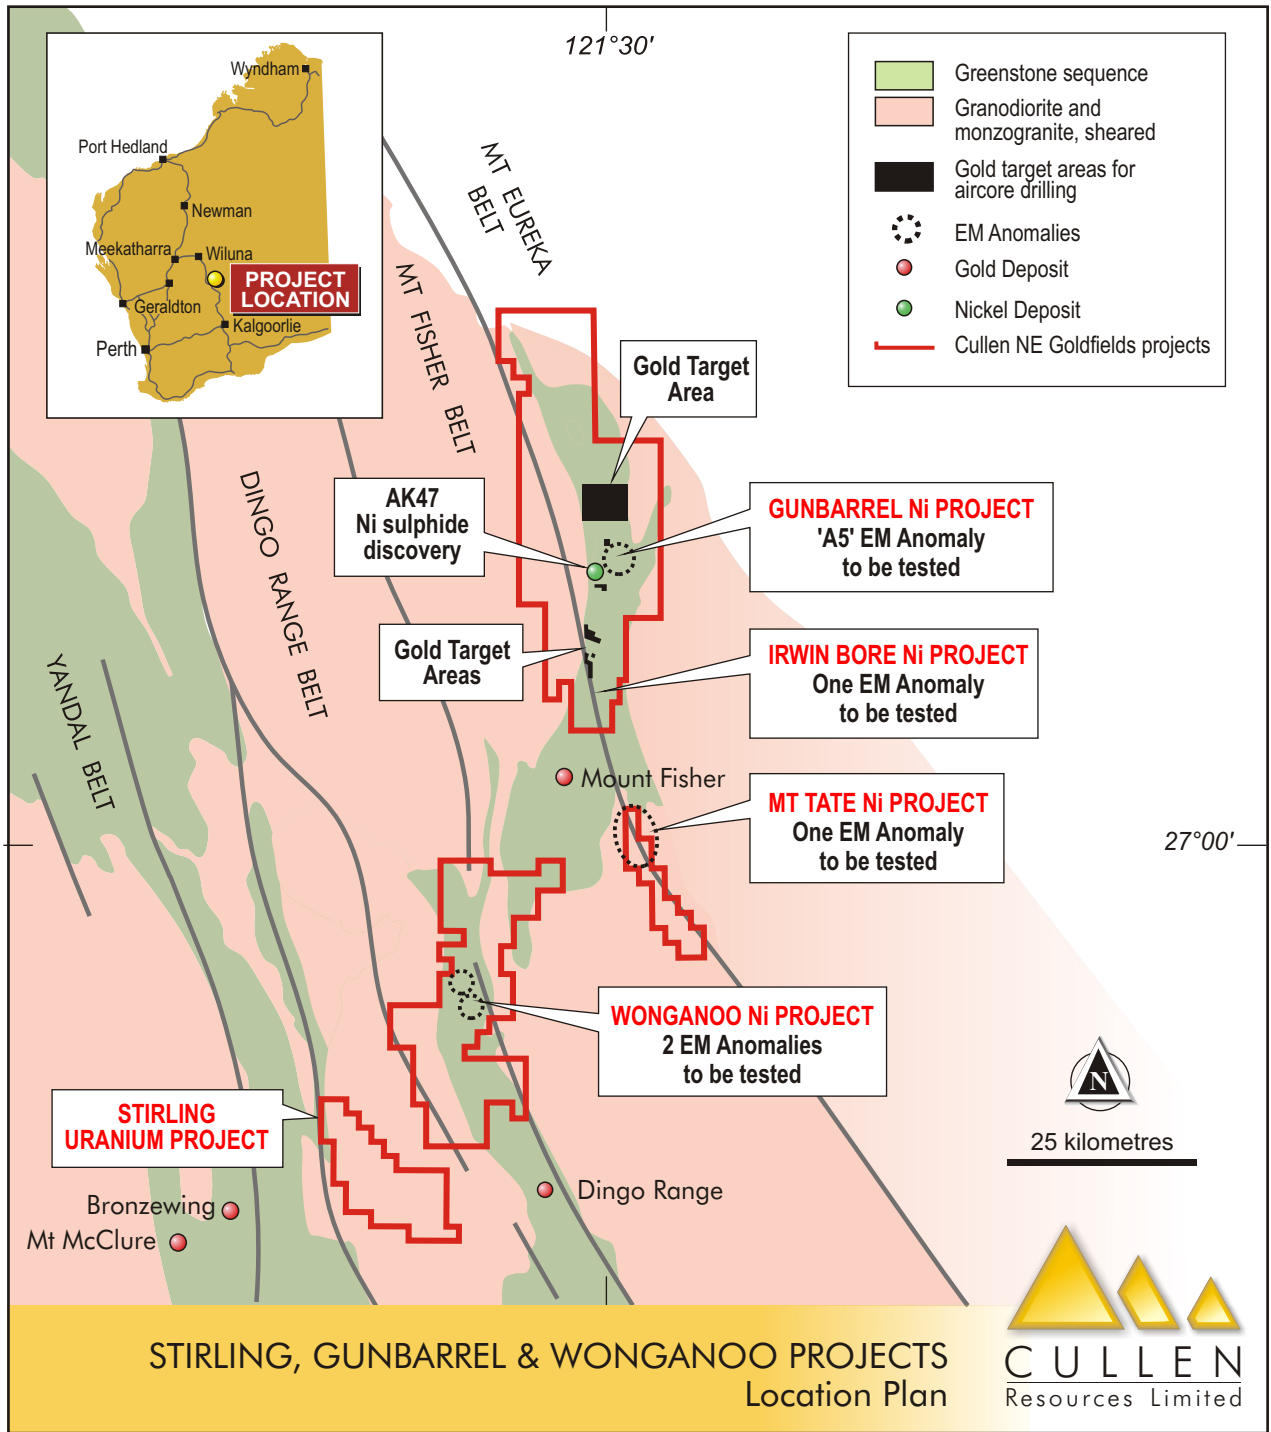 121°30'
Wyndham
Port Hedland
Newman
Meekatharra
Wiluna
PROJECT
LOCATION
Geraldton
Kalgoorlie
Perth
Greenstone sequence
Granodiorite and
monzogranite, sheared
Gold target areas for
aircore drilling
EM Anomalies
Gold Deposit
Nickel Deposit
Cullen NE Goldfields projects
MT EUREKA
BELT
MT FISHER BELT
DINGO RANGE BELT
YANDAL BELT
Gold Target
Area
AK47
Ni sulphide
discovery
GUNBARREL Ni PROJECT
'A5' EM Anomaly
to be tested
Gold Target
Areas
IRWIN BORE Ni PROJECT
One EM Anomaly
to be tested
Mount Fisher
MT TATE Ni PROJECT
One EM Anomaly
to be tested
27°00'
WONGANOO Ni PROJECT
2 EM Anomalies
to be tested
N
25 kilometres
STIRLING
URANIUM PROJECT
Bronzewing
Mt McClure
Dingo Range
STIRLING, GUNBARREL & WONGANOO PROJECTS
Location Plan
CULLEN
Resources Limited